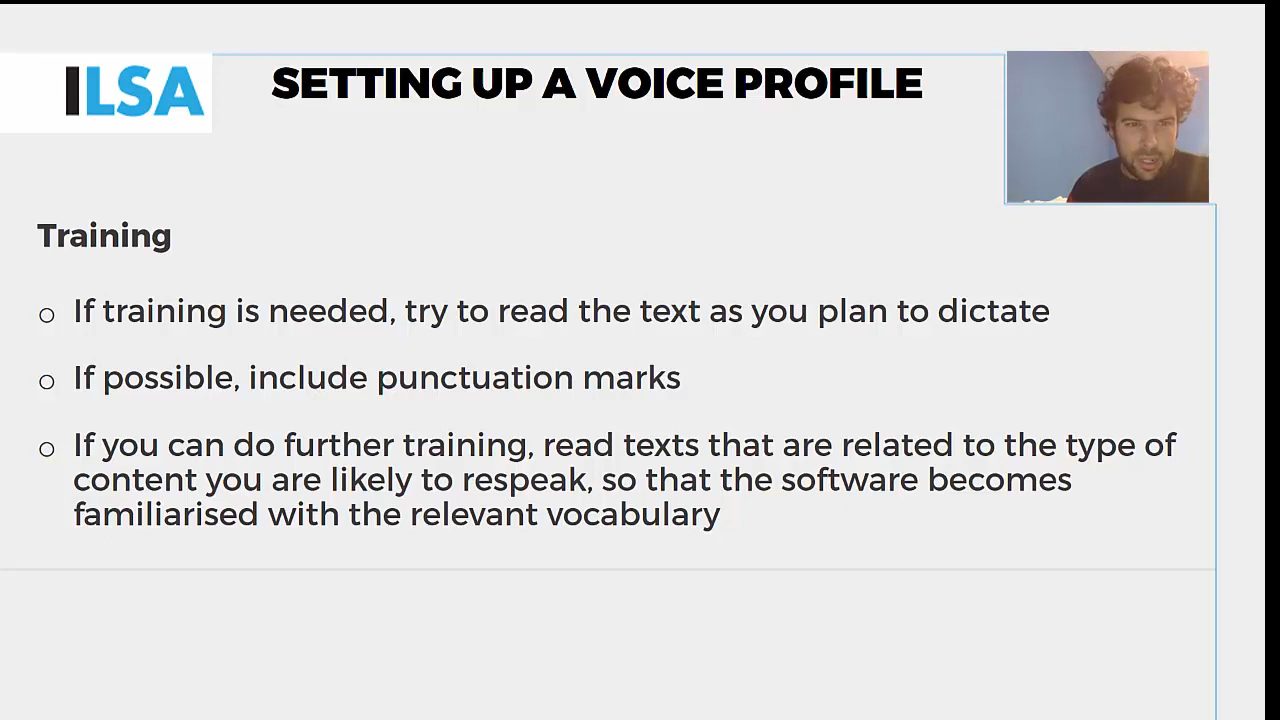 ILSA
SETTING UP A VOICE PROFILE
Training
o If training is needed, try to read the text as you plan to dictate
o If possible, include punctuation marks
o If you can do further training, read texts that are related to the type of
content you are likely to respeak, so that the software becomes
familiarised with the relevant vocabulary